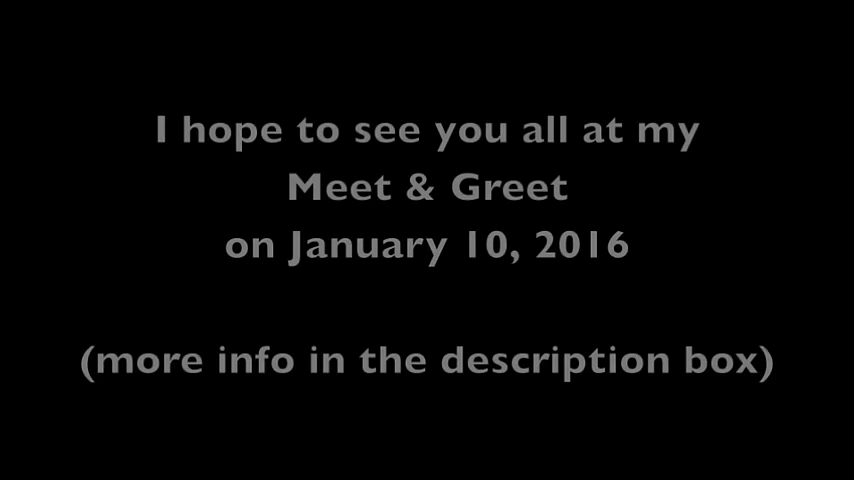 I hope to see you all at my
Meet & Greet
on January 10, 2016
(more info in the description box)